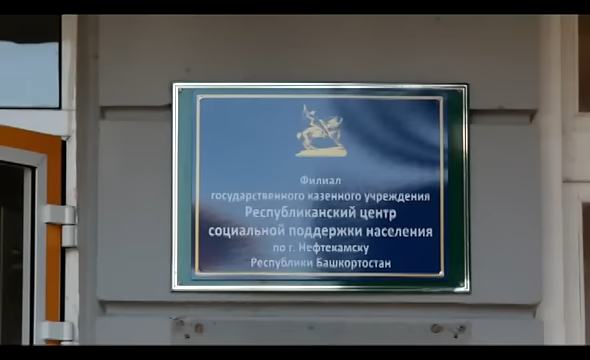 Филиал
государственного казенного учреждения
Республиканский центр
социальной поддержки населения
по г. Нефтекамску
Республики Башкортостан